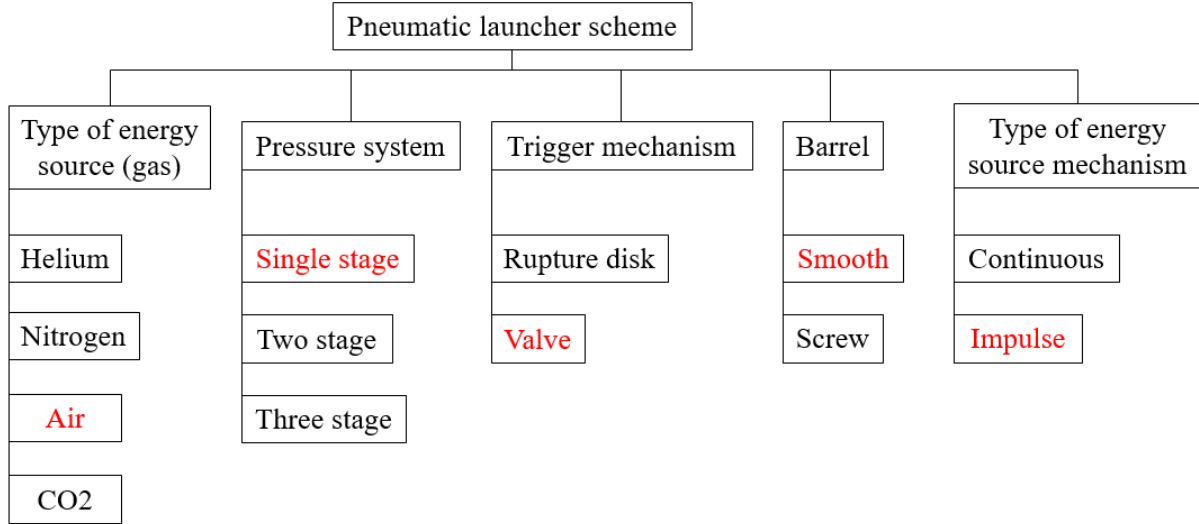 Pneumatic launcher scheme
Type of energy
source (gas)
Pressure system
Trigger mechanism
Barrel
Type of energy
source mechanism
Helium
Single stage
Rupture disk
Smooth
Continuous
Nitrogen
Two stage
Valve
Screw
Impulse
Air
Three stage
CO2